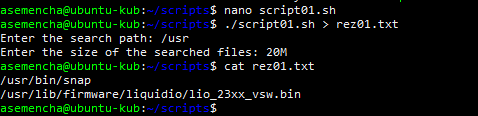 asemencha@ubuntu-kub:~/scripts$ nano script01.sh
asemencha@ubuntu-kub:~/scripts$ ./script01.sh > rez01.txt
Enter the search path: /usr
Enter the size of the searched files: 20M
asemencha@ubuntu-kub:~/scripts$ cat rez01.txt
/usr/bin/snap
/usr/lib/firmware/liquidio/lio_23xx_vsw.bin
asemencha@ubuntu-kub:~/scripts$